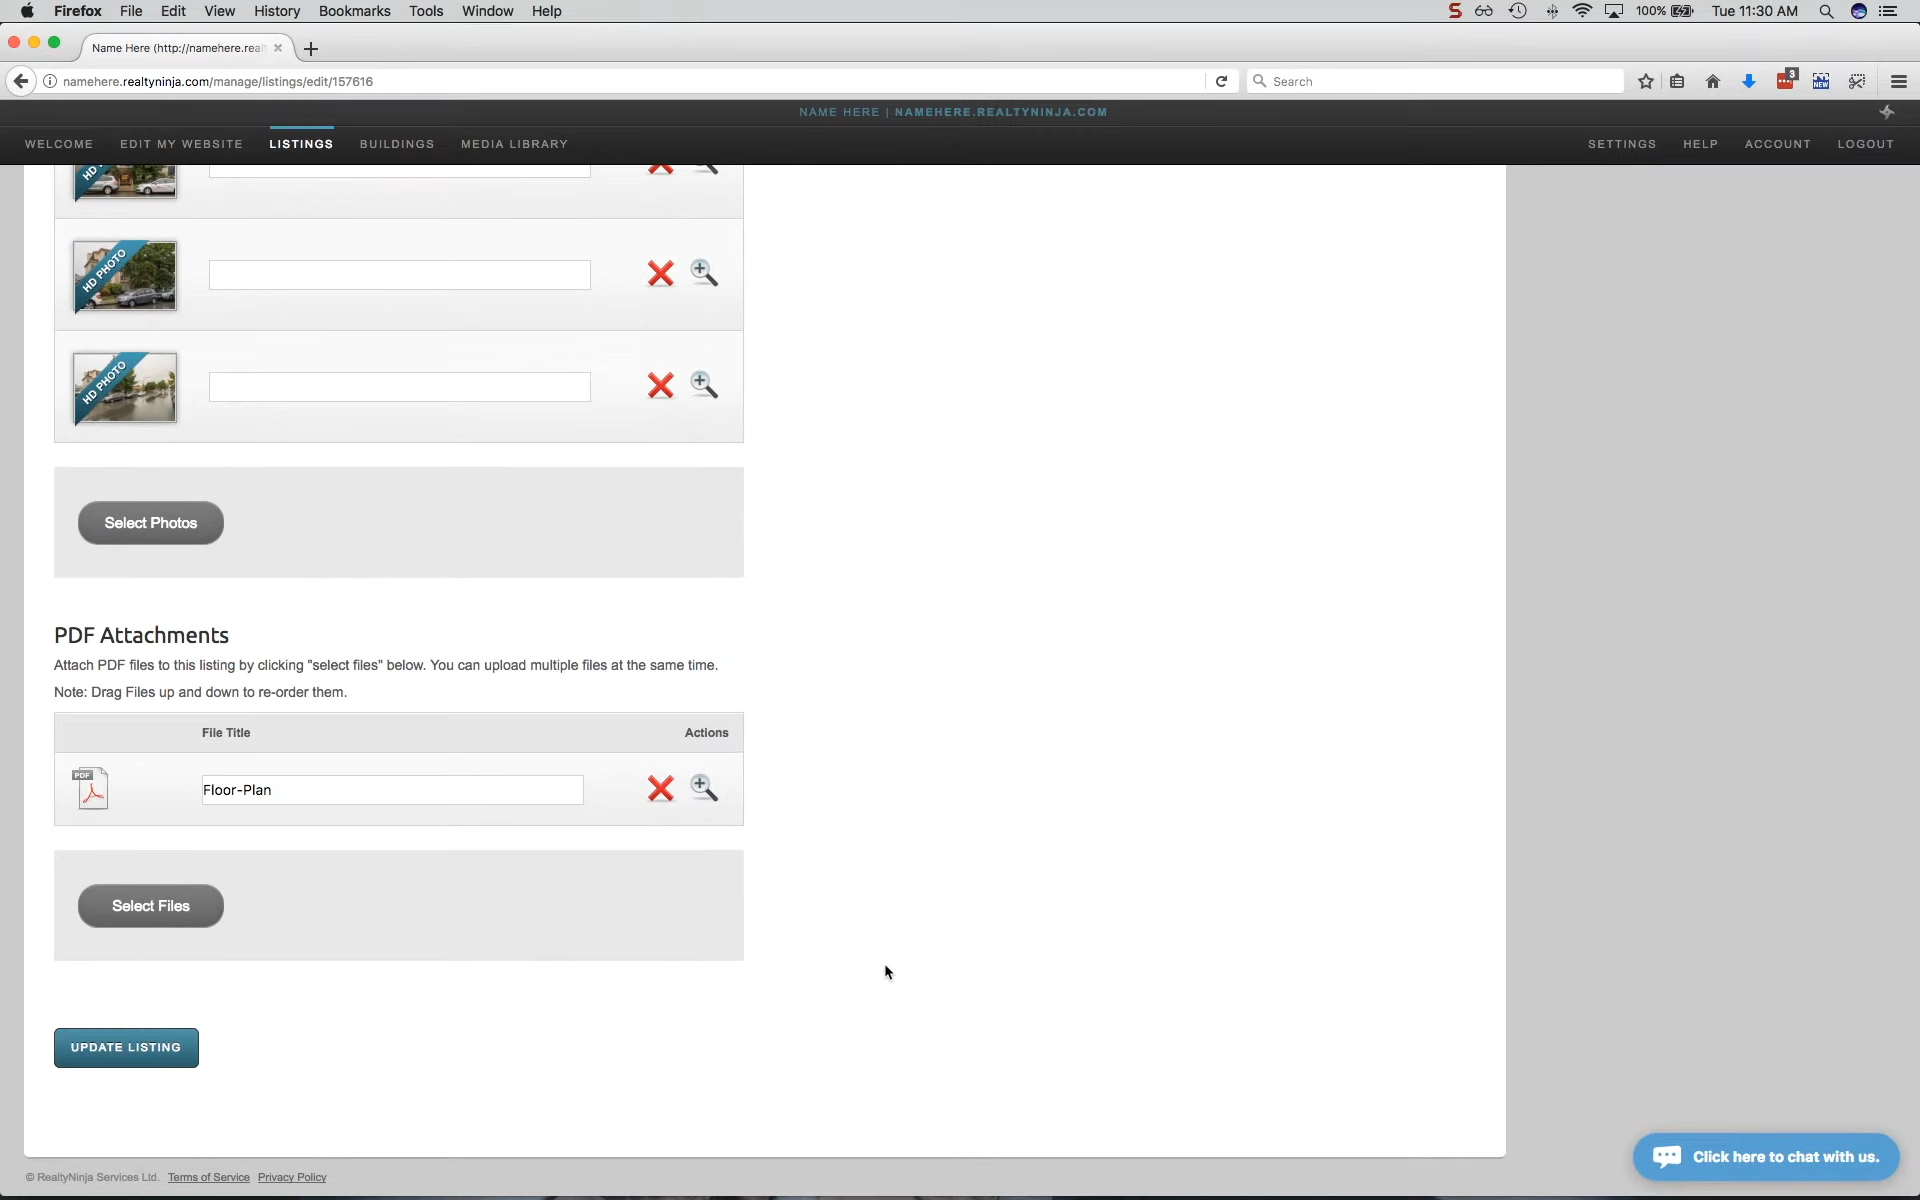 Firefox File Edit View History Bookmarks Tools Window Help 100% Tue 11:30 AM
Name Here (http://namehere.real
namehere.realtyninja.com/manage/listings/edit/157616 Search 3 NEW
NAME HERE | NAMEHERE.REALTYNINJA.COM
WELCOME EDIT MY WEBSITE LISTINGS BUILDINGS MEDIA LIBRARY SETTINGS HELP ACCOUNT LOGOUT
HD
HD PHOTO
HD PHOTO
Select Photos
PDF Attachments
Attach PDF files to this listing by clicking "select files" below. You can upload multiple files at the same time.
Note: Drag Files up and down to re-order them.
File Title Actions
PDF
Floor-Plan
Select Files
UPDATE LISTING
Click here to chat with us.
© RealtyNinja Services Ltd. Terms of Service Privacy Policy